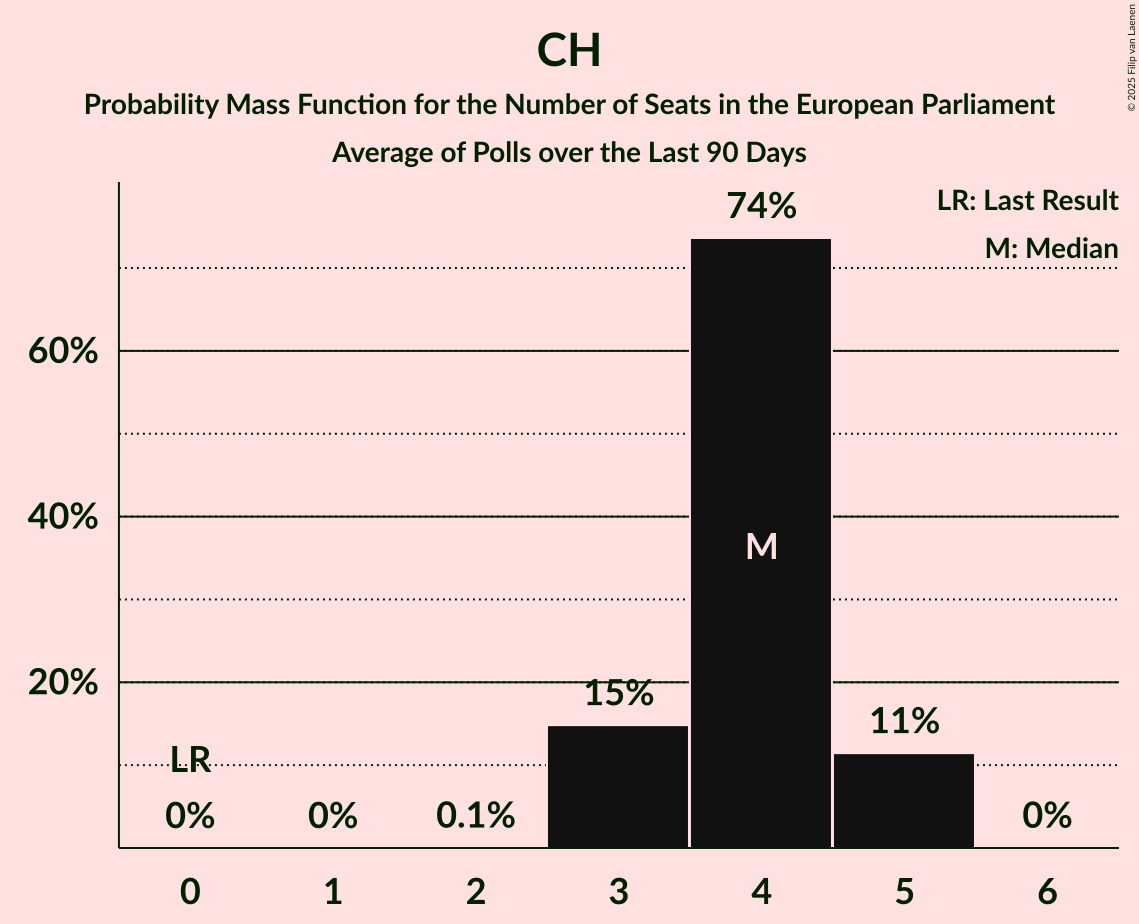 CH
Probability Mass Function for the Number of Seats in the European Parliament
Average of Polls over the Last 90 Days
© 2025 Filip van Laenen
LR: Last Result
M: Median
74%
60%
40%
M
20%
15%
11%
LR
0%
0%
0.1%
0%
0
1
2
3
4
5
6